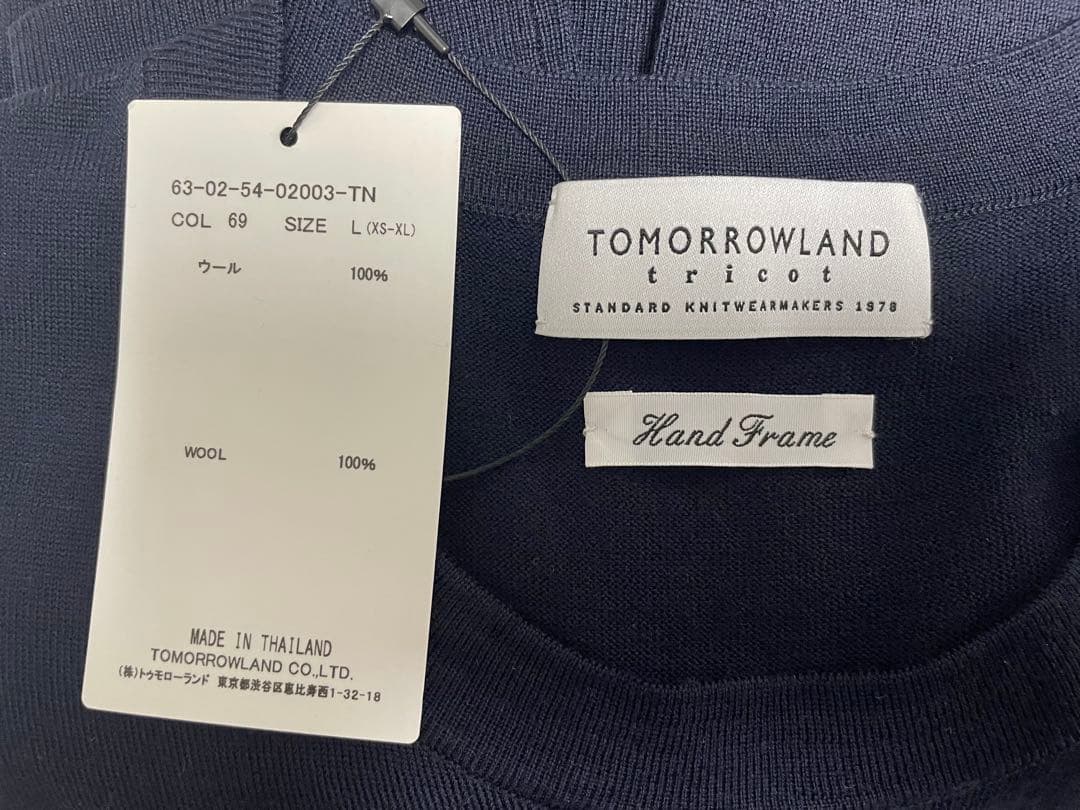 63-02-54-02003-TN
COL 69 SIZE L (XS-XL)
ウール 100%
WOOL 100%
MADE IN THAILAND
TOMORROWLAND CO.,LTD.
(株)トゥモローランド 東京都渋谷区恵比寿西1-32-18
TOMORROWLAND
tricot
STANDARD KNITWEARMAKERS 1978
Hand Frame